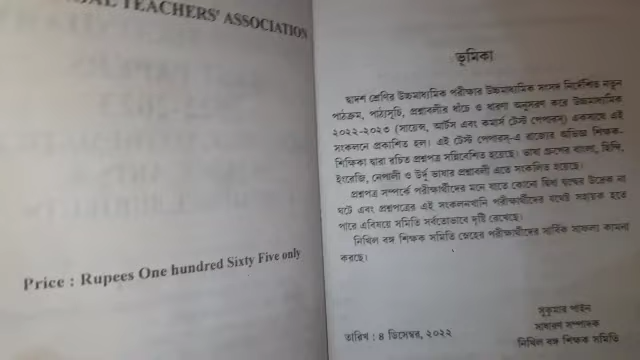 TEACHERS' ASSOCIATION
Price : Rupees One hundred Sixty Five only
ভূমিকা
দ্বাদশ শ্রেণির উচ্চমাধ্যমিক পরীক্ষার উচ্চমাধ্যমিক সংসদ নির্দেশিত নতুন
পাঠক্রম, পাঠ্যসূচি, প্রশ্নাবলীর ধাঁচ ও ধারণা অনুসরণ করে উচ্চমাধ্যমিক
২০২২-২০২৩ (সায়েন্স, আর্টস এবং কমার্স টেস্ট পেপারস্) একসাথে এই
সংকলনে প্রকাশিত হল। এই টেস্ট পেপারস্-এ রাজ্যের অভিজ্ঞ শিক্ষক-
শিক্ষিকা দ্বারা রচিত প্রশ্নপত্র সন্নিবেশিত হয়েছে। ভাষা গ্রুপের বাংলা, হিন্দি,
ইংরেজি, নেপালী ও উর্দু ভাষার প্রশ্নাবলী এতে সংকলিত হয়েছে।
প্রশ্নপত্র সম্পর্কে পরীক্ষার্থীদের মনে যাতে কোনো দ্বিধা দ্বন্দ্বের উদ্রেক না
ঘটে এবং প্রশ্নপত্রের এই সংকলনখানি পরীক্ষার্থীদের যথেষ্ট সহায়ক হতে
পারে এবিষয়ে সমিতি সর্বতোভাবে দৃষ্টি রেখেছে।
নিখিল বঙ্গ শিক্ষক সমিতি স্নেহের পরীক্ষার্থীদের সার্বিক সাফল্য কামনা
করছে।
সুকুমার পাইন
সাধারণ সম্পাদক
তারিখ : ৪ ডিসেম্বর, ২০২২
নিখিল বঙ্গ শিক্ষক সমিতি